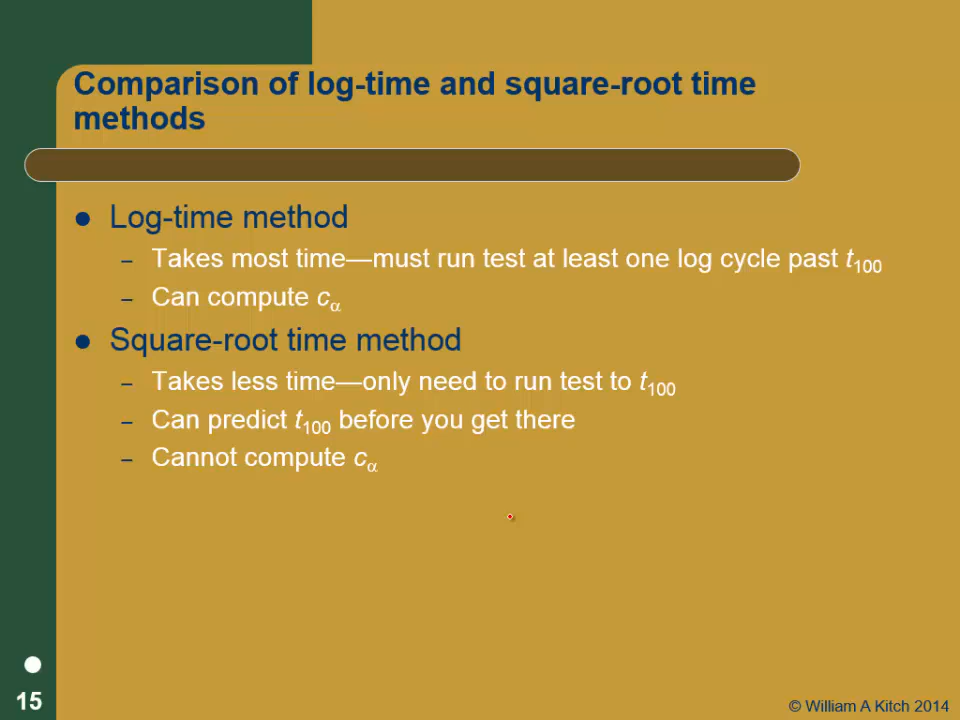 Comparison of log-time and square-root time
methods
● Log-time method
– Takes most time—must run test at least one log cycle past t₁₀₀
– Can compute cα
● Square-root time method
– Takes less time—only need to run test to t₁₀₀
– Can predict t₁₀₀ before you get there
– Cannot compute cα
15
© William A Kitch 2014